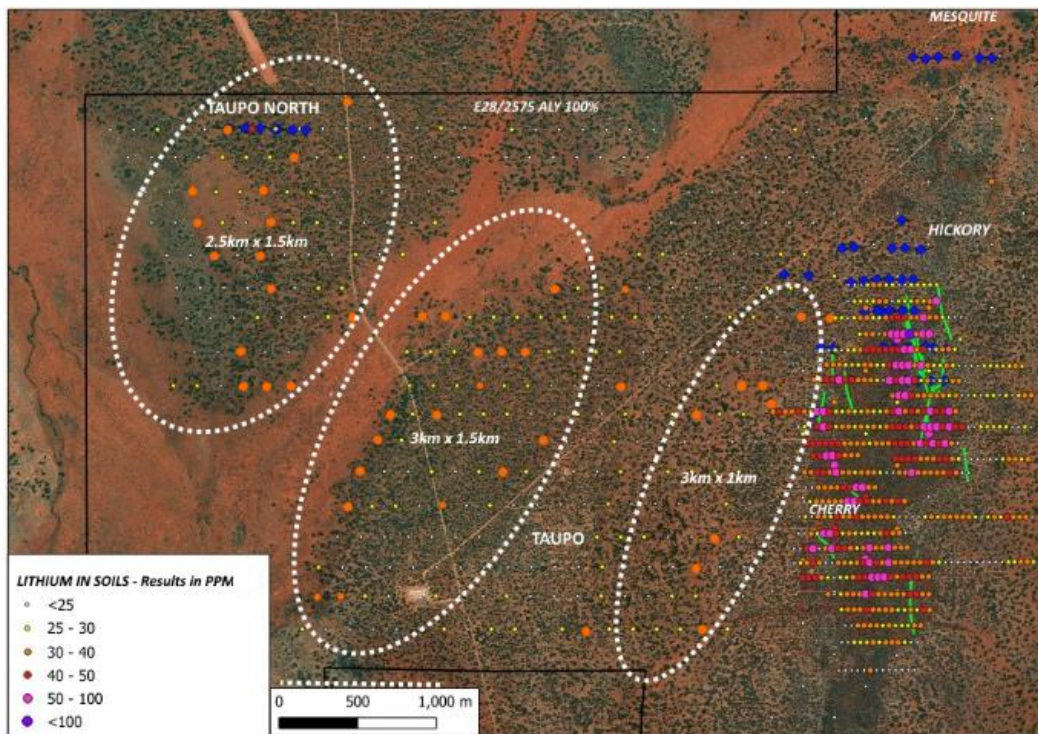 MESQUITE
TAUPO NORTH
E28/2575 ALY 100%
HICKORY
2.5km x 1.5km
3km x 1.5km
3km x 1km
CHERRY
TAUPO
LITHIUM IN SOILS - Results in PPM
<25
25 - 30
30 - 40
40 - 50
50 - 100
<100
0 500 1,000 m